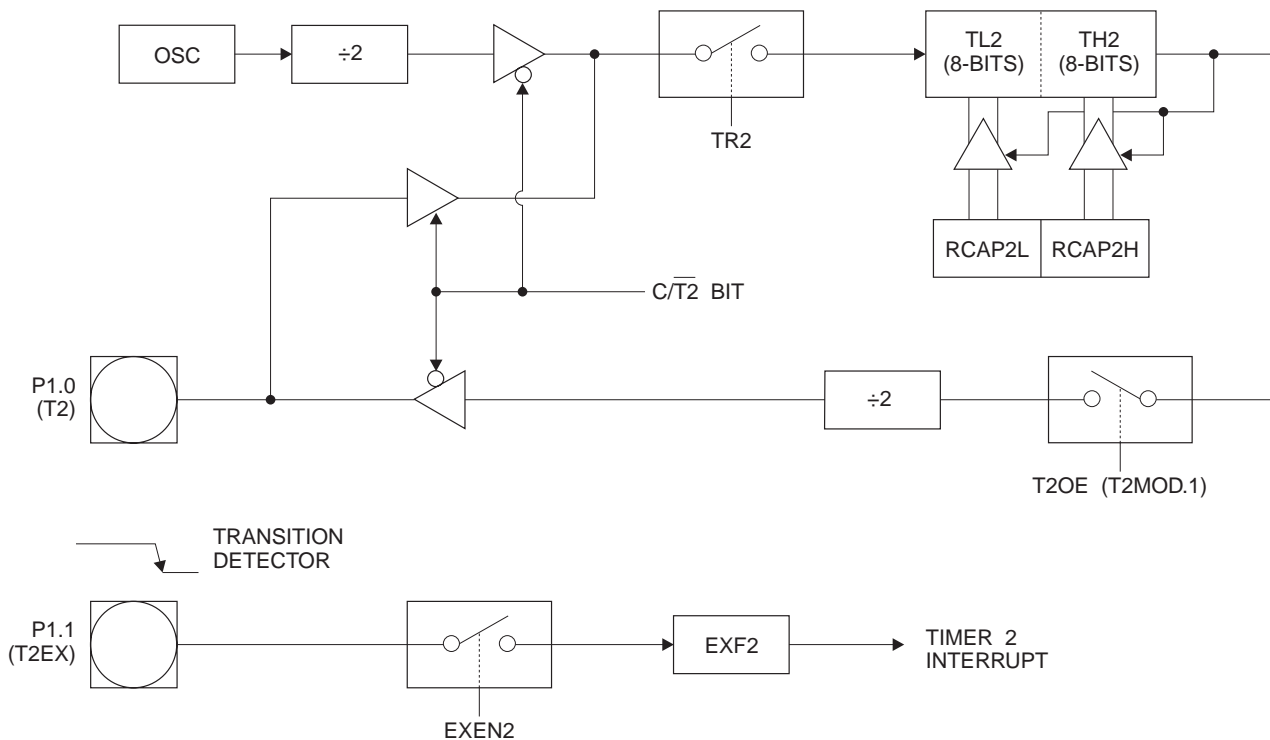 OSC
÷2
TR2
TL2
(8-BITS)
TH2
(8-BITS)
RCAP2L
RCAP2H
C/T̅2̅ BIT
P1.0
(T2)
÷2
T2OE (T2MOD.1)
TRANSITION
DETECTOR
P1.1
(T2EX)
EXEN2
EXF2
TIMER 2
INTERRUPT